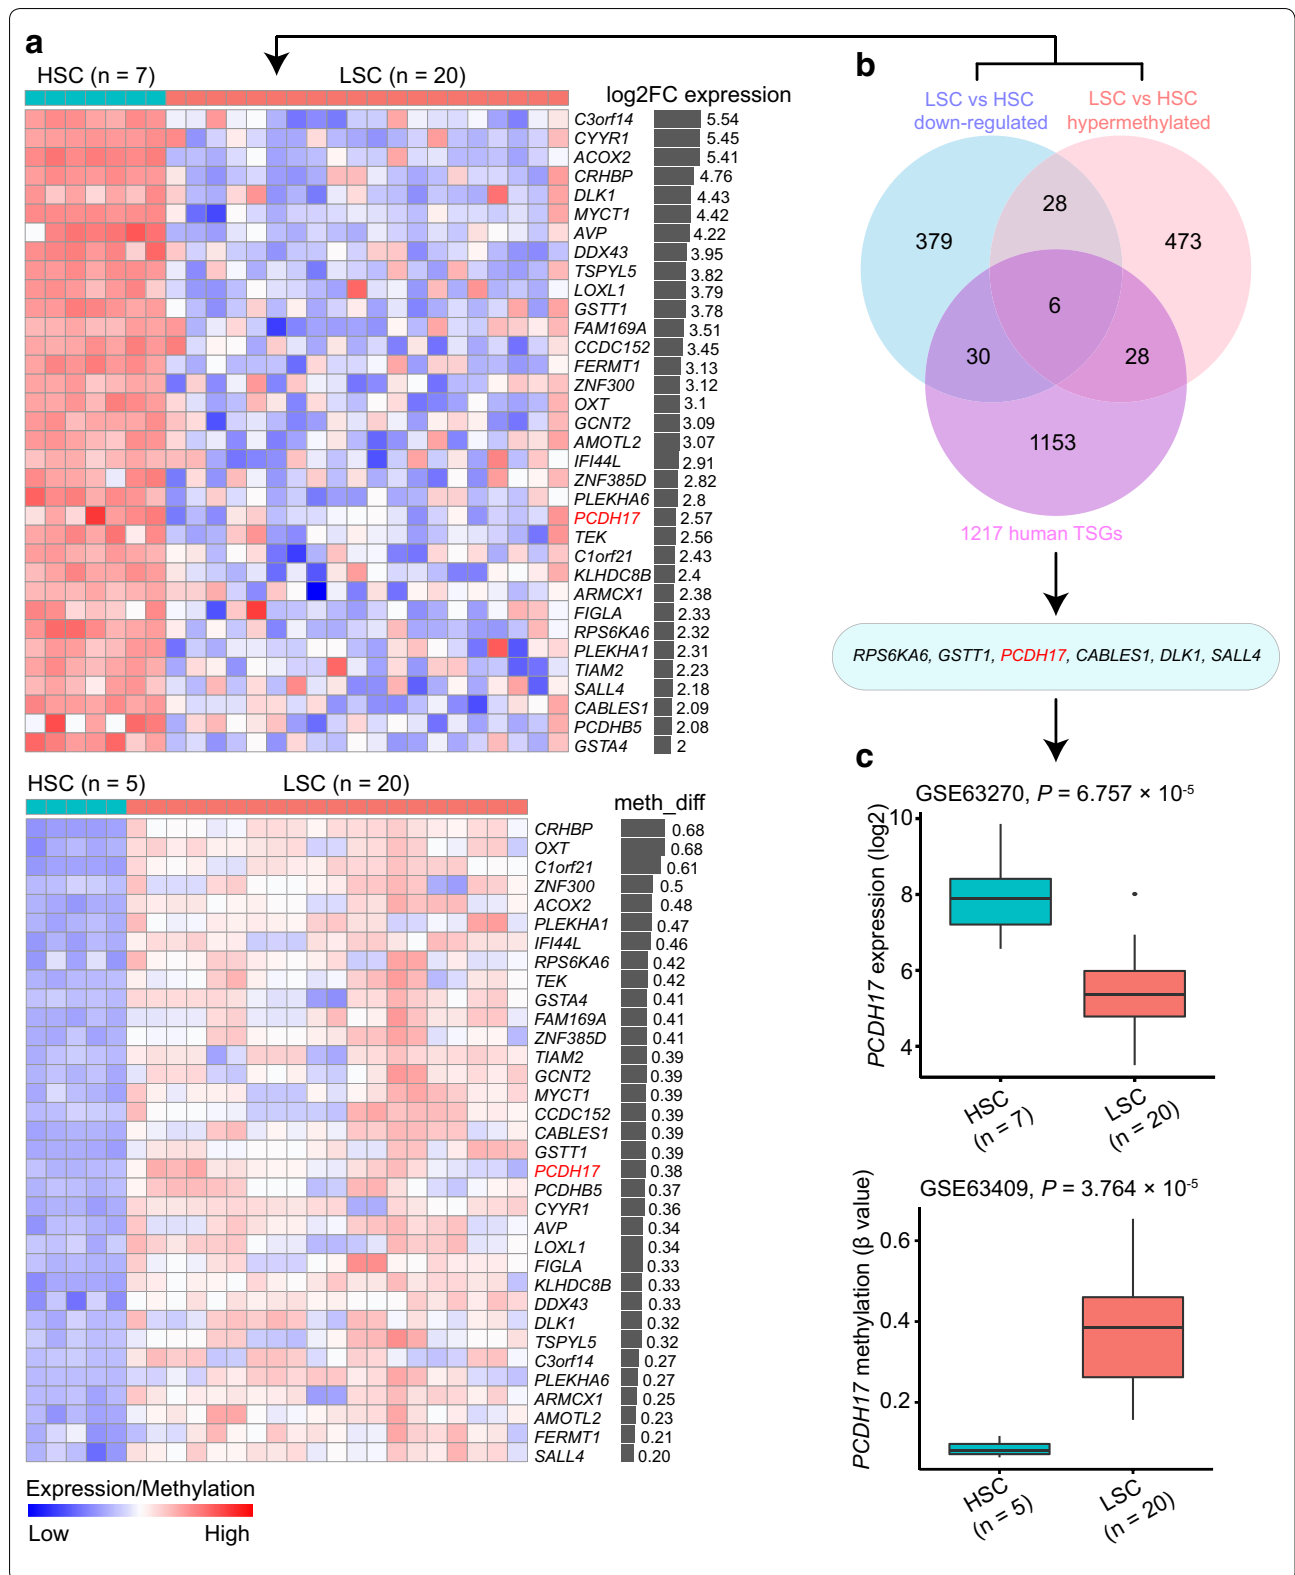 a
HSC (n = 7)
LSC (n = 20)
log2FC expression
C3orf14 5.54
CYYR1 5.45
ACOX2 5.41
CRHBP 4.76
DLK1 4.43
MYCT1 4.42
AVP 4.22
DDX43 3.95
TSPYL5 3.82
LOXL1 3.79
GSTT1 3.78
FAM169A 3.51
CCDC152 3.45
FERMT1 3.13
ZNF300 3.12
OXT 3.1
GCNT2 3.09
AMOTL2 3.07
IFI44L 2.91
ZNF385D 2.82
PLEKHA6 2.8
PCDH17 2.57
TEK 2.56
C1orf21 2.43
KLHDC8B 2.4
ARMCX1 2.38
FIGLA 2.33
RPS6KA6 2.32
PLEKHA1 2.31
TIAM2 2.23
SALL4 2.18
CABLES1 2.09
PCDHB5 2.08
GSTA4 2
HSC (n = 5)
LSC (n = 20)
meth_diff
CRHBP 0.68
OXT 0.68
C1orf21 0.61
ZNF300 0.5
ACOX2 0.48
PLEKHA1 0.47
IFI44L 0.46
RPS6KA6 0.42
TEK 0.42
GSTA4 0.41
FAM169A 0.41
ZNF385D 0.41
TIAM2 0.39
GCNT2 0.39
MYCT1 0.39
CCDC152 0.39
CABLES1 0.39
GSTT1 0.39
PCDH17 0.38
PCDHB5 0.37
CYYR1 0.36
AVP 0.34
LOXL1 0.34
FIGLA 0.33
KLHDC8B 0.33
DDX43 0.33
DLK1 0.32
TSPYL5 0.32
C3orf14 0.27
PLEKHA6 0.27
ARMCX1 0.25
AMOTL2 0.23
FERMT1 0.21
SALL4 0.20
Expression/Methylation
Low
High
b
LSC vs HSC
down-regulated
LSC vs HSC
hypermethylated
28
379
473
6
30
28
1153
1217 human TSGs
RPS6KA6, GSTT1, PCDH17, CABLES1, DLK1, SALL4
c
GSE63270, P = 6.757 × 10-5
PCDH17 expression (log2)
10
8
6
4
HSC
(n = 7)
LSC
(n = 20)
GSE63409, P = 3.764 × 10-5
PCDH17 methylation (β value)
0.6
0.4
0.2
HSC
(n = 5)
LSC
(n = 20)